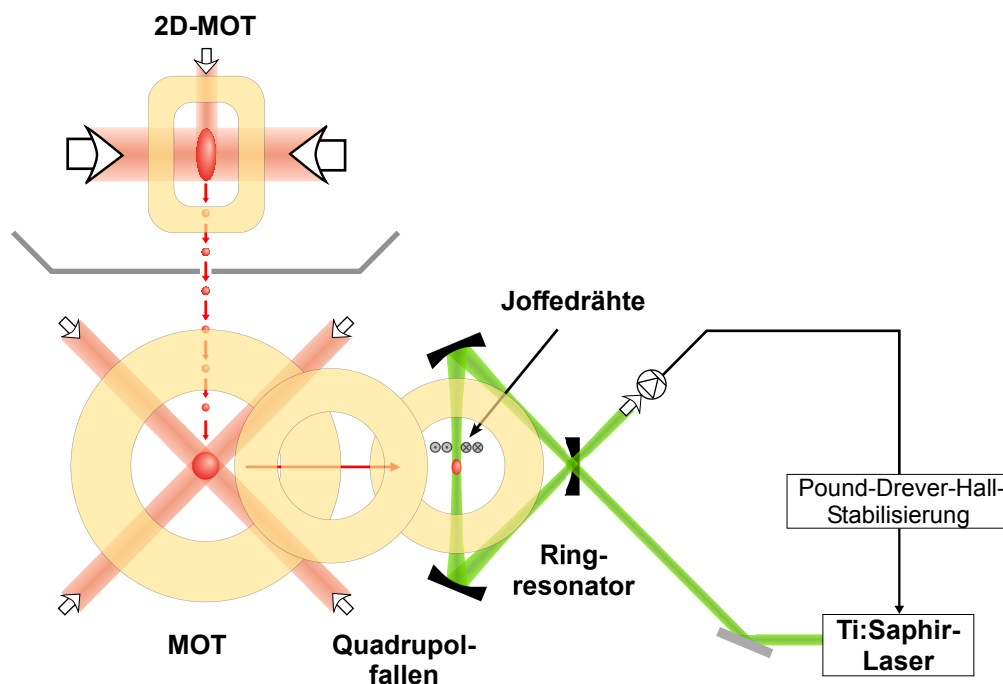 2D-MOT
Joffedrähte
Pound-Drever-Hall-
Stabilisierung
Ring-
resonator
MOT
Quadrupol-
fallen
Ti:Saphir-
Laser